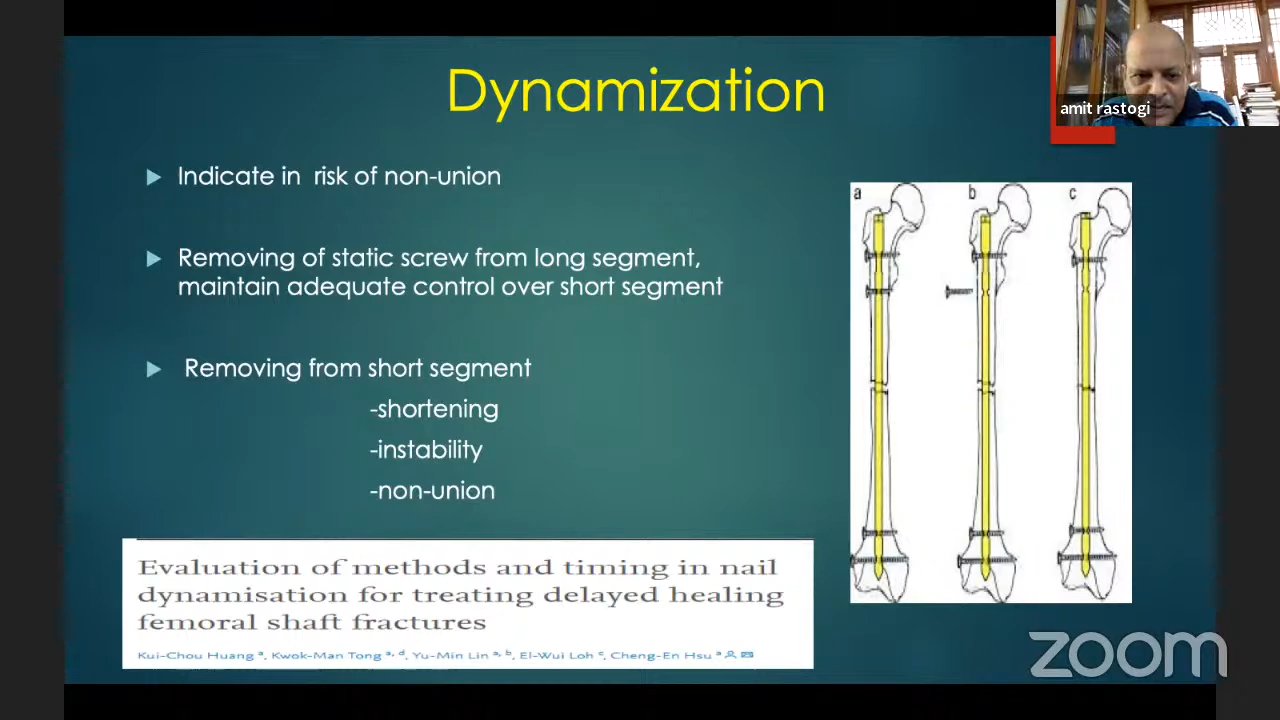 Dynamization
amit rastogi
Indicate in risk of non-union
Removing of static screw from long segment,
maintain adequate control over short segment
Removing from short segment
-shortening
-instability
-non-union
a b c
Evaluation of methods and timing in nail
dynamisation for treating delayed healing
femoral shaft fractures
Kui-Chou Huang a, Kwok-Man Tong a, d, Yu-Min Lin a, b, El-Wui Loh c, Cheng-En Hsu a
zoom